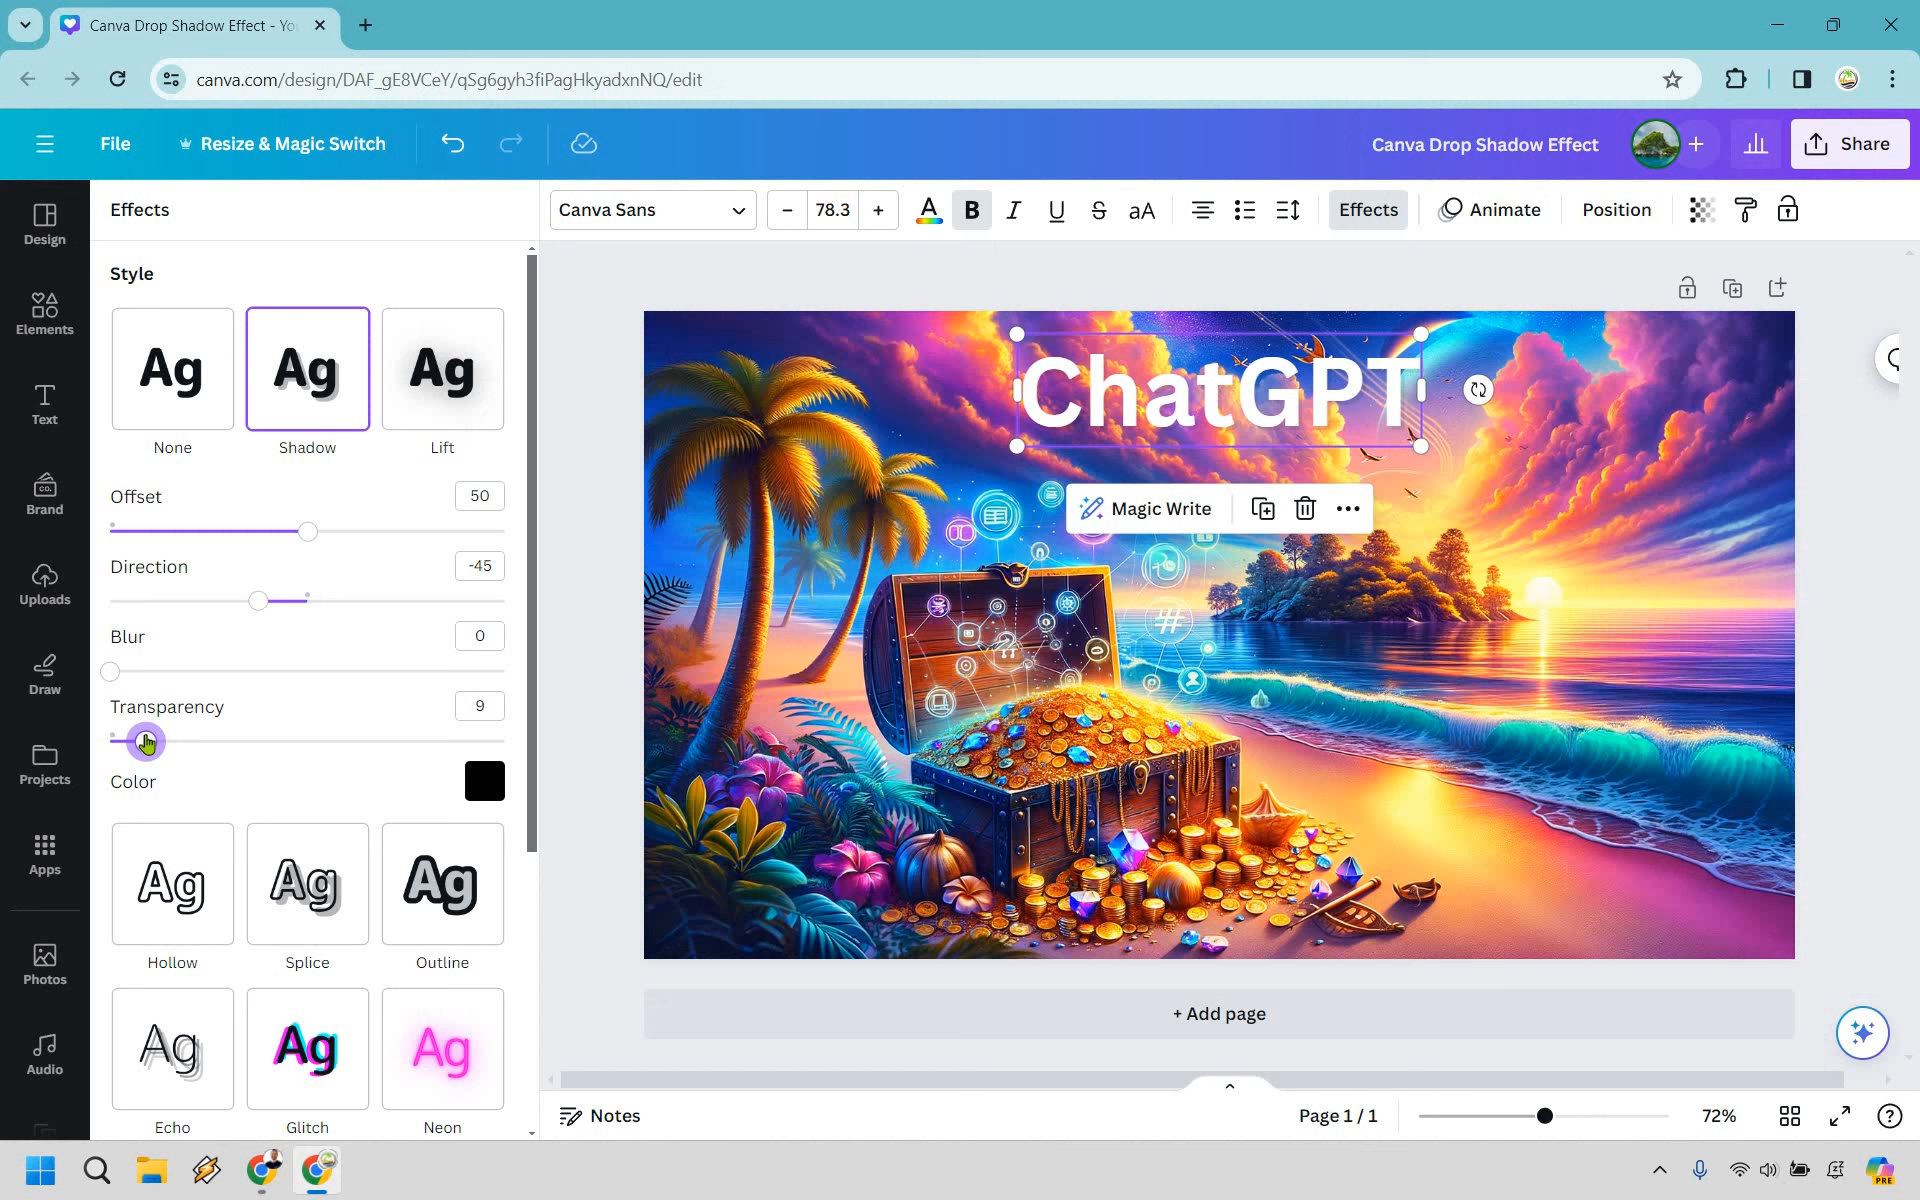 Canva Drop Shadow Effect - Yo
canva.com/design/DAF_gE8VCeY/qSg6gyh3fiPagHkyadxnNQ/edit
File
Resize & Magic Switch
Canva Drop Shadow Effect
Share
Design
Elements
Text
Brand
Uploads
Draw
Projects
Apps
Photos
Audio
Effects
Style
Ag
Ag
Ag
None
Shadow
Lift
Offset
50
Direction
-45
Blur
0
Transparency
9
Color
Ag
Ag
Ag
Hollow
Splice
Outline
Ag
Ag
Ag
Echo
Glitch
Neon
Canva Sans
78.3
A
B
I
U
S
aA
Effects
Animate
Position
ChatGPT
Magic Write
#
+ Add page
Notes
Page 1 / 1
72%
PRE